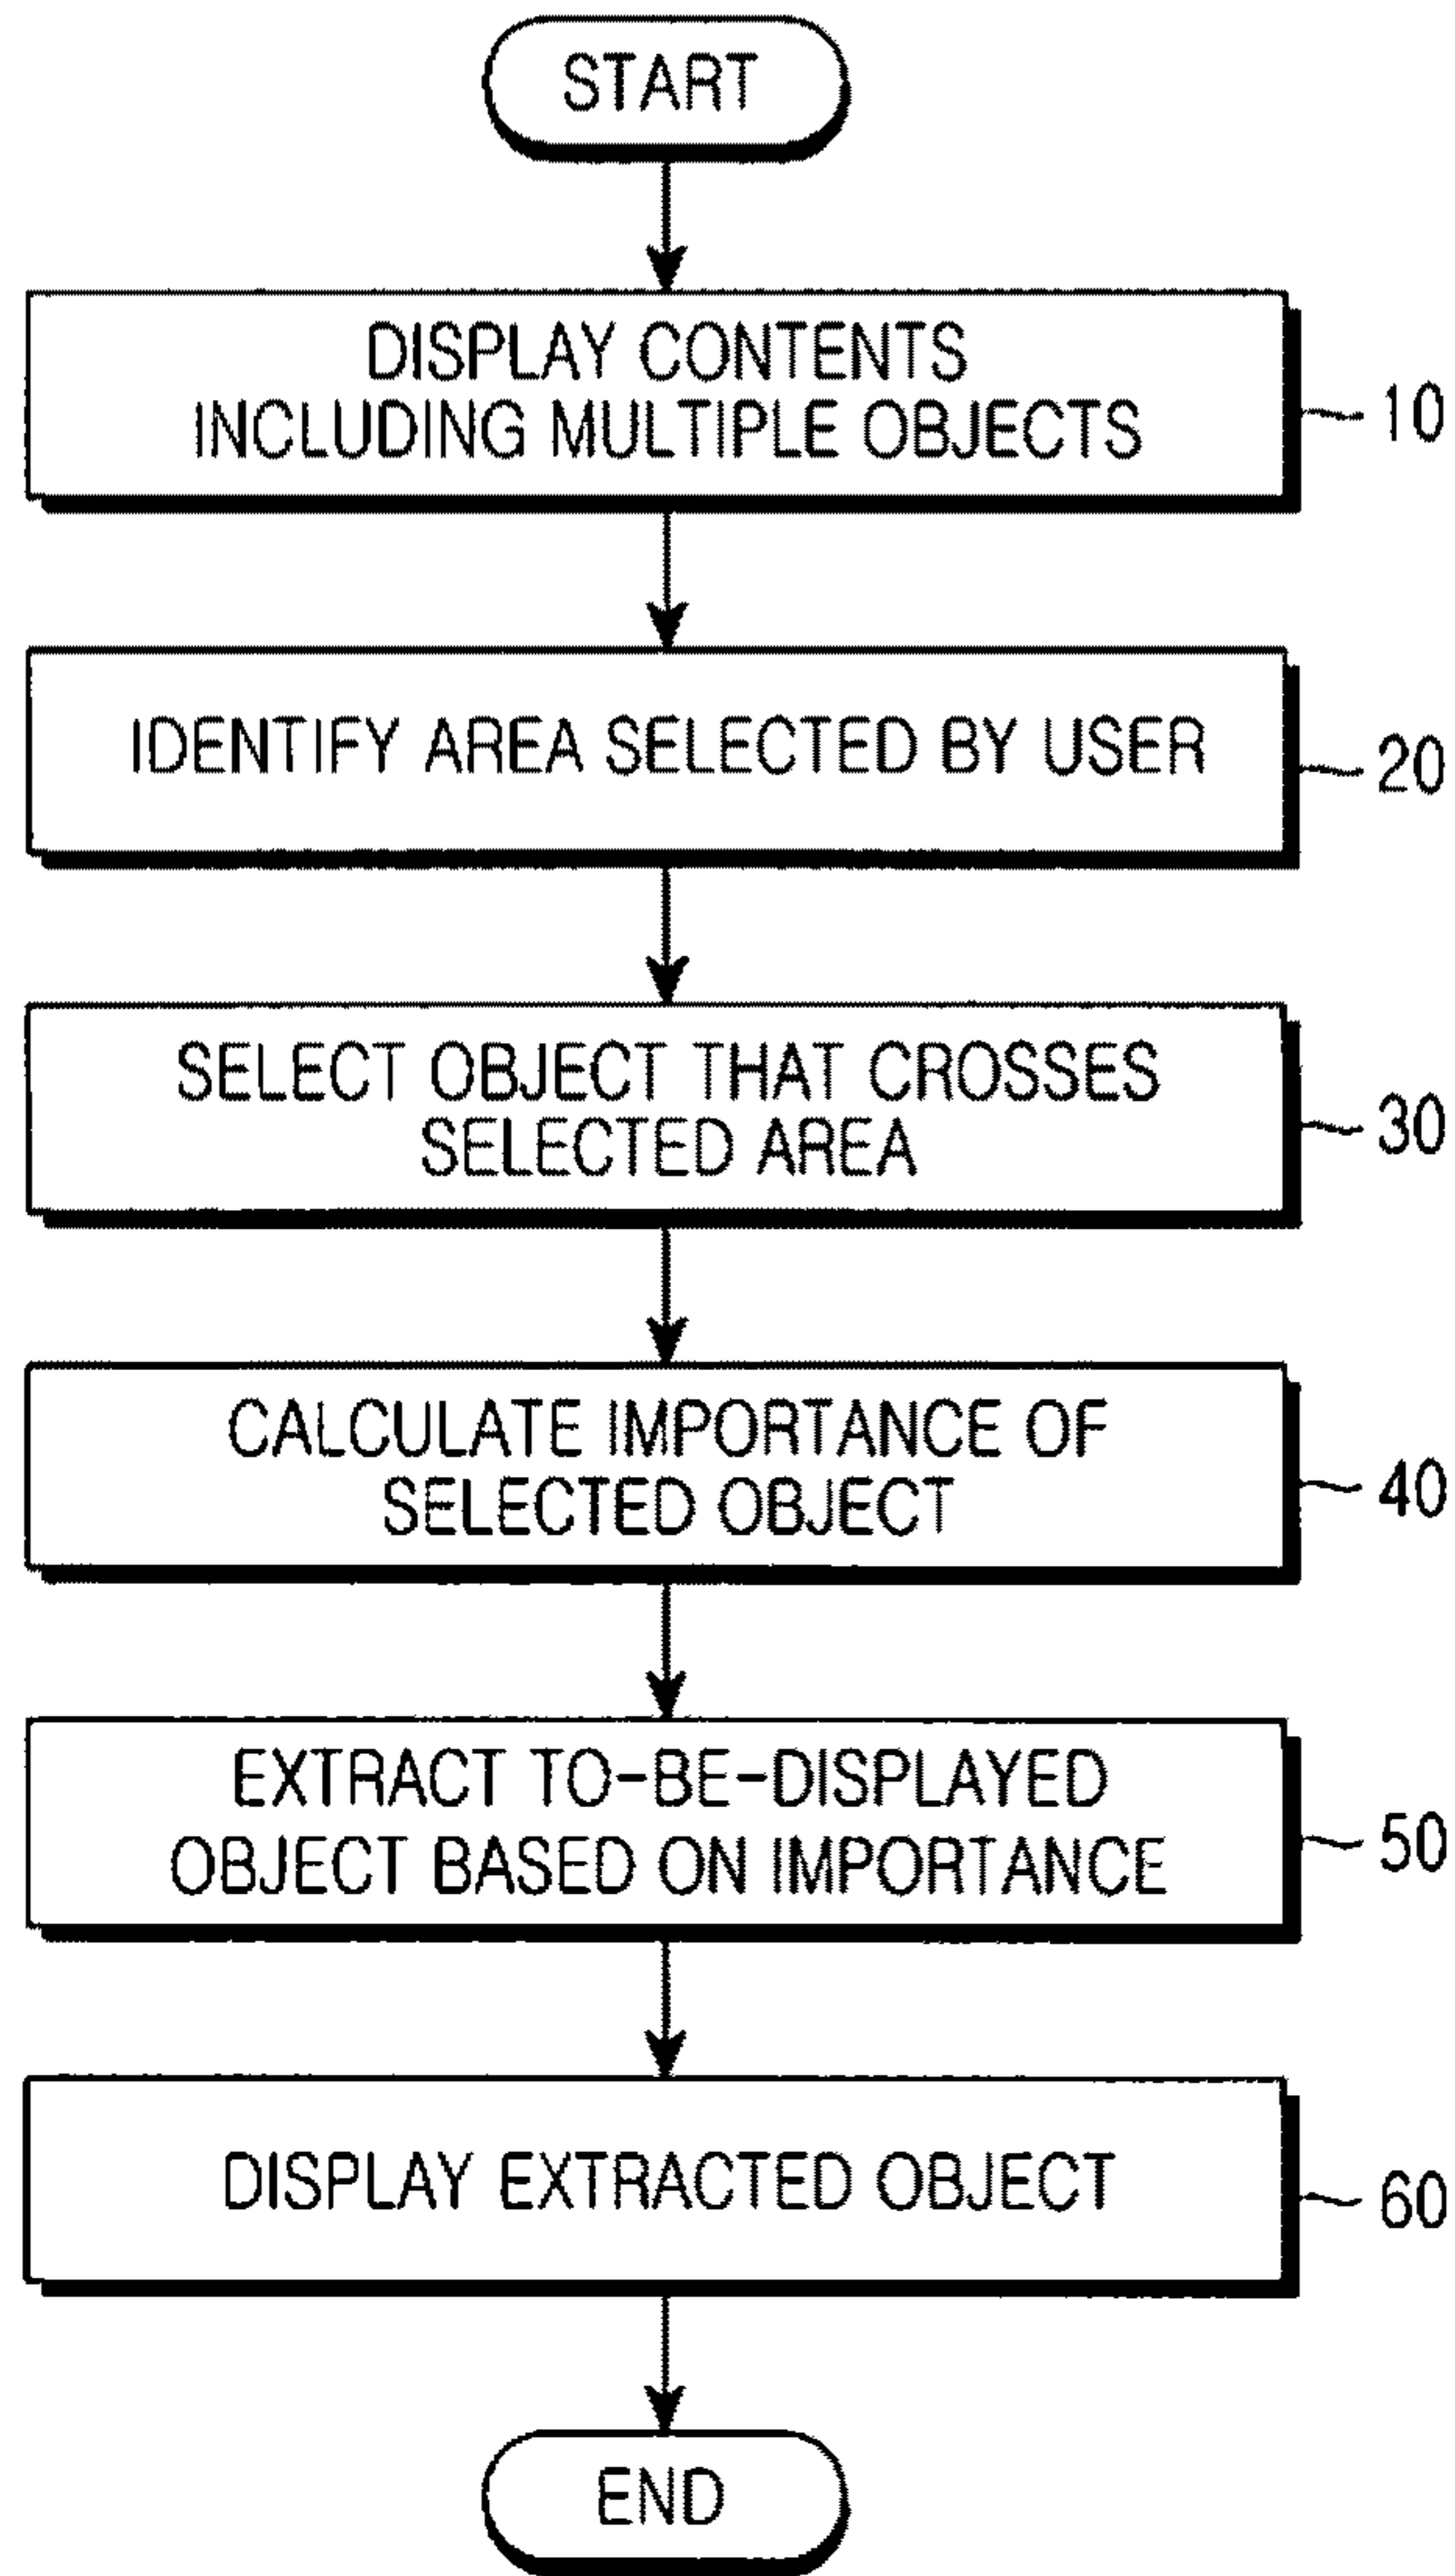 START
DISPLAY CONTENTS
INCLUDING MULTIPLE OBJECTS
10
IDENTIFY AREA SELECTED BY USER
20
SELECT OBJECT THAT CROSSES
SELECTED AREA
30
CALCULATE IMPORTANCE OF
SELECTED OBJECT
40
EXTRACT TO-BE-DISPLAYED
OBJECT BASED ON IMPORTANCE
50
DISPLAY EXTRACTED OBJECT
60
END